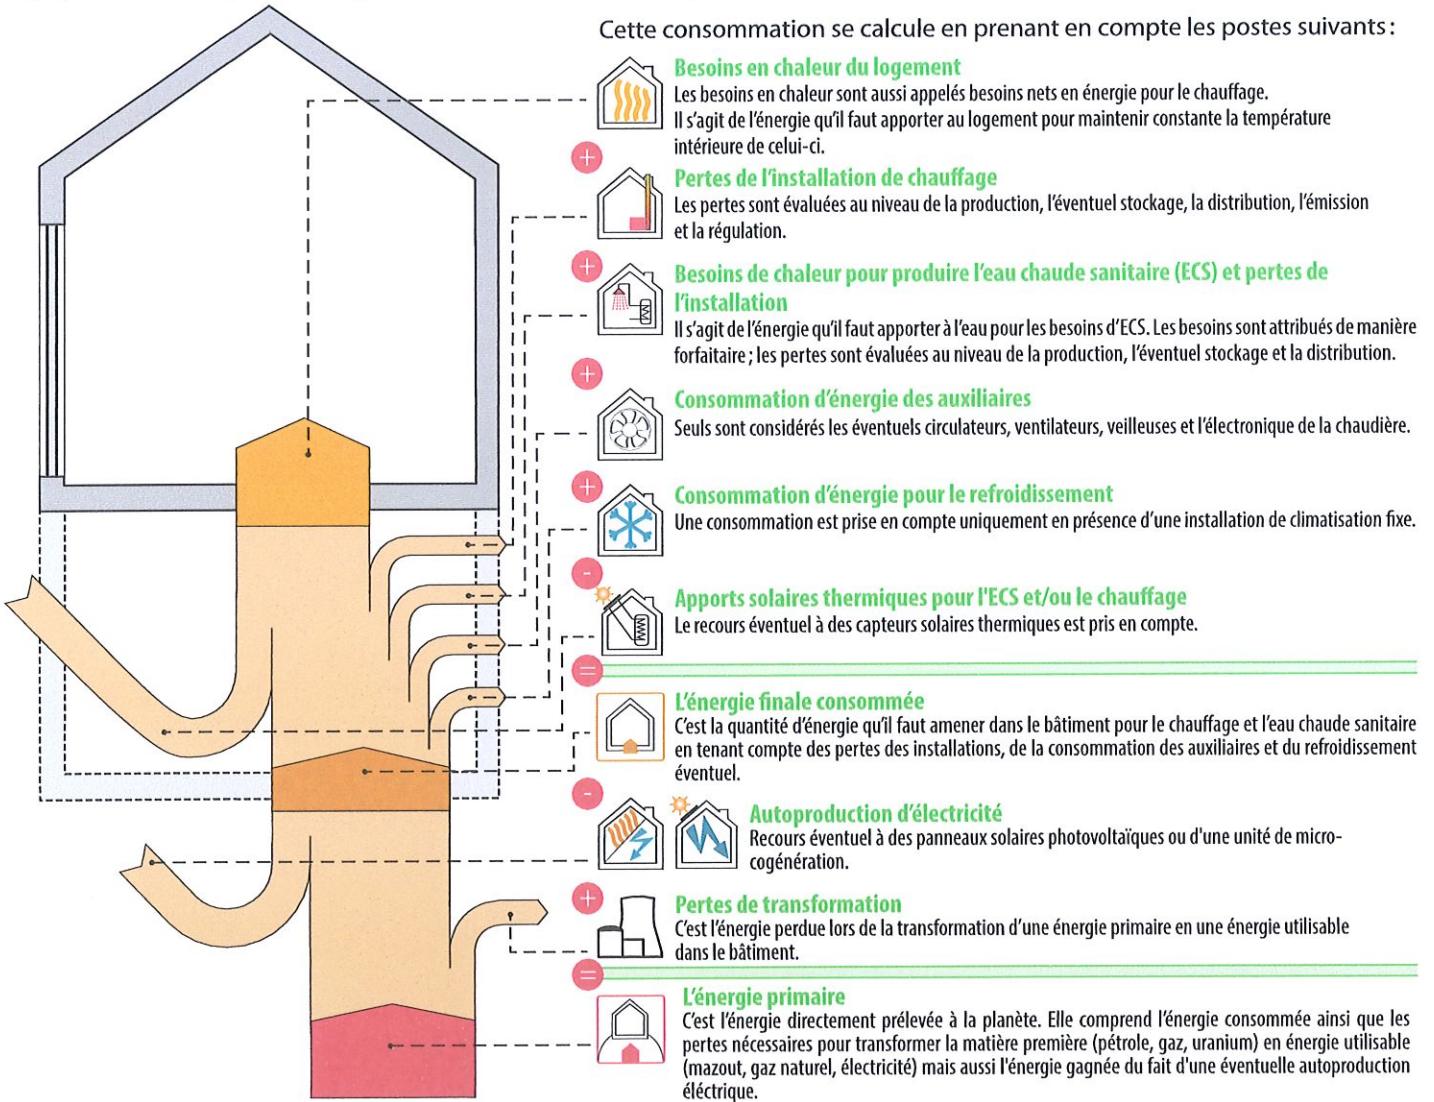 Cette consommation se calcule en prenant en compte les postes suivants :
Besoins en chaleur du logement
Les besoins en chaleur sont aussi appelés besoins nets en énergie pour le chauffage.
Il s'agit de l'énergie qu'il faut apporter au logement pour maintenir constante la température
intérieure de celui-ci.
+
Pertes de l'installation de chauffage
Les pertes sont évaluées au niveau de la production, l'éventuel stockage, la distribution, l'émission
et la régulation.
+
Besoins de chaleur pour produire l'eau chaude sanitaire (ECS) et pertes de
l'installation
Il s'agit de l'énergie qu'il faut apporter à l'eau pour les besoins d'ECS. Les besoins sont attribués de manière
forfaitaire ; les pertes sont évaluées au niveau de la production, l'éventuel stockage et la distribution.
+
Consommation d'énergie des auxiliaires
Seuls sont considérés les éventuels circulateurs, ventilateurs, veilleuses et l'électronique de la chaudière.
+
Consommation d'énergie pour le refroidissement
Une consommation est prise en compte uniquement en présence d'une installation de climatisation fixe.
-
Apports solaires thermiques pour l'ECS et/ou le chauffage
Le recours éventuel à des capteurs solaires thermiques est pris en compte.
=
L'énergie finale consommée
C'est la quantité d'énergie qu'il faut amener dans le bâtiment pour le chauffage et l'eau chaude sanitaire
en tenant compte des pertes des installations, de la consommation des auxiliaires et du refroidissement
éventuel.
-
Autoproduction d'électricité
Recours éventuel à des panneaux solaires photovoltaïques ou d'une unité de micro-
cogénération.
+
Pertes de transformation
C'est l'énergie perdue lors de la transformation d'une énergie primaire en une énergie utilisable
dans le bâtiment.
=
L'énergie primaire
C'est l'énergie directement prélevée à la planète. Elle comprend l'énergie consommée ainsi que les
pertes nécessaires pour transformer la matière première (pétrole, gaz, uranium) en énergie utilisable
(mazout, gaz naturel, électricité) mais aussi l'énergie gagnée du fait d'une éventuelle autoproduction
éléctrique.